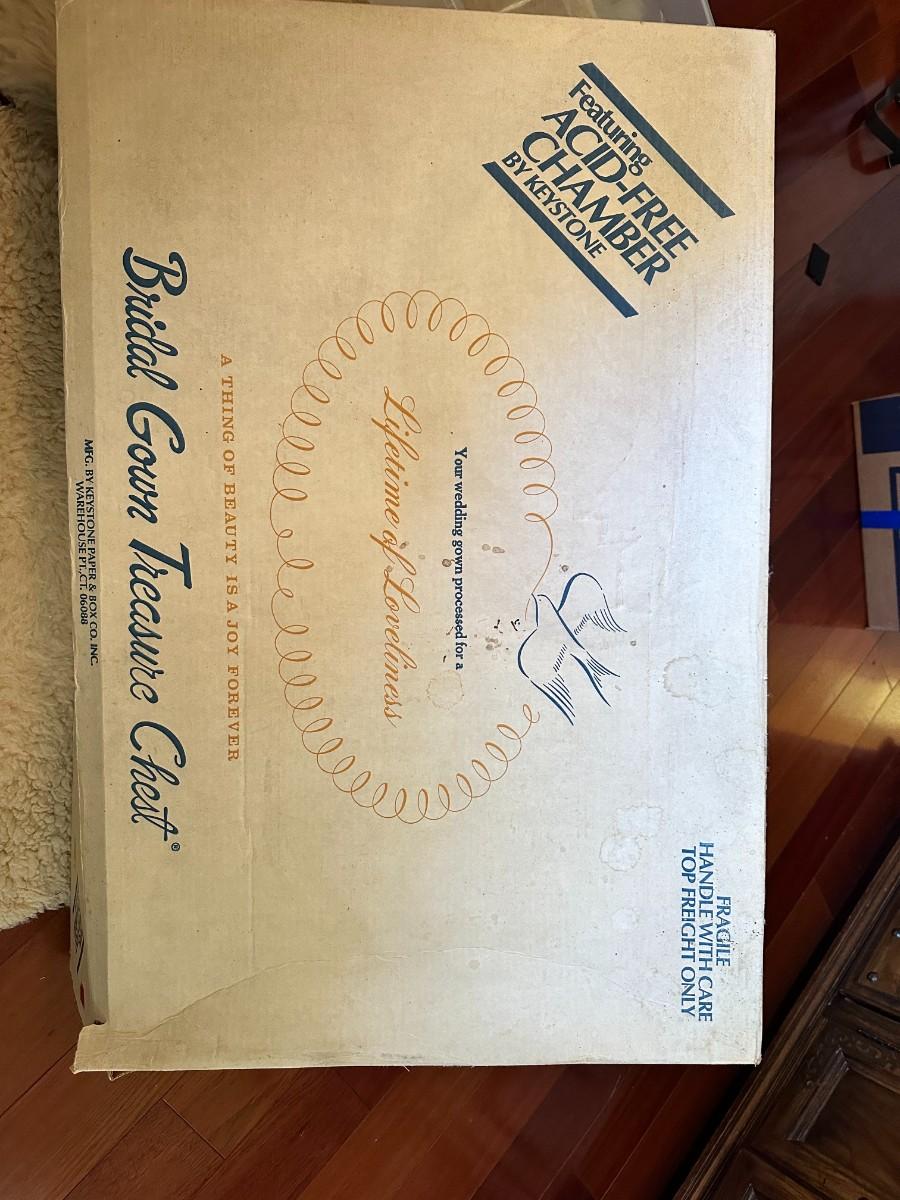 Featuring
ACID-FREE
CHAMBER
BY KEYSTONE
FRAGILE
HANDLE WITH CARE
TOP FREIGHT ONLY
Your wedding gown processed for a
Lifetime of Loveliness
A THING OF BEAUTY IS A JOY FOREVER
Bridal Gown Treasure Chest®
MFG. BY KEYSTONE PAPER & BOX CO. INC.
WAREHOUSE PT., CT. 06088